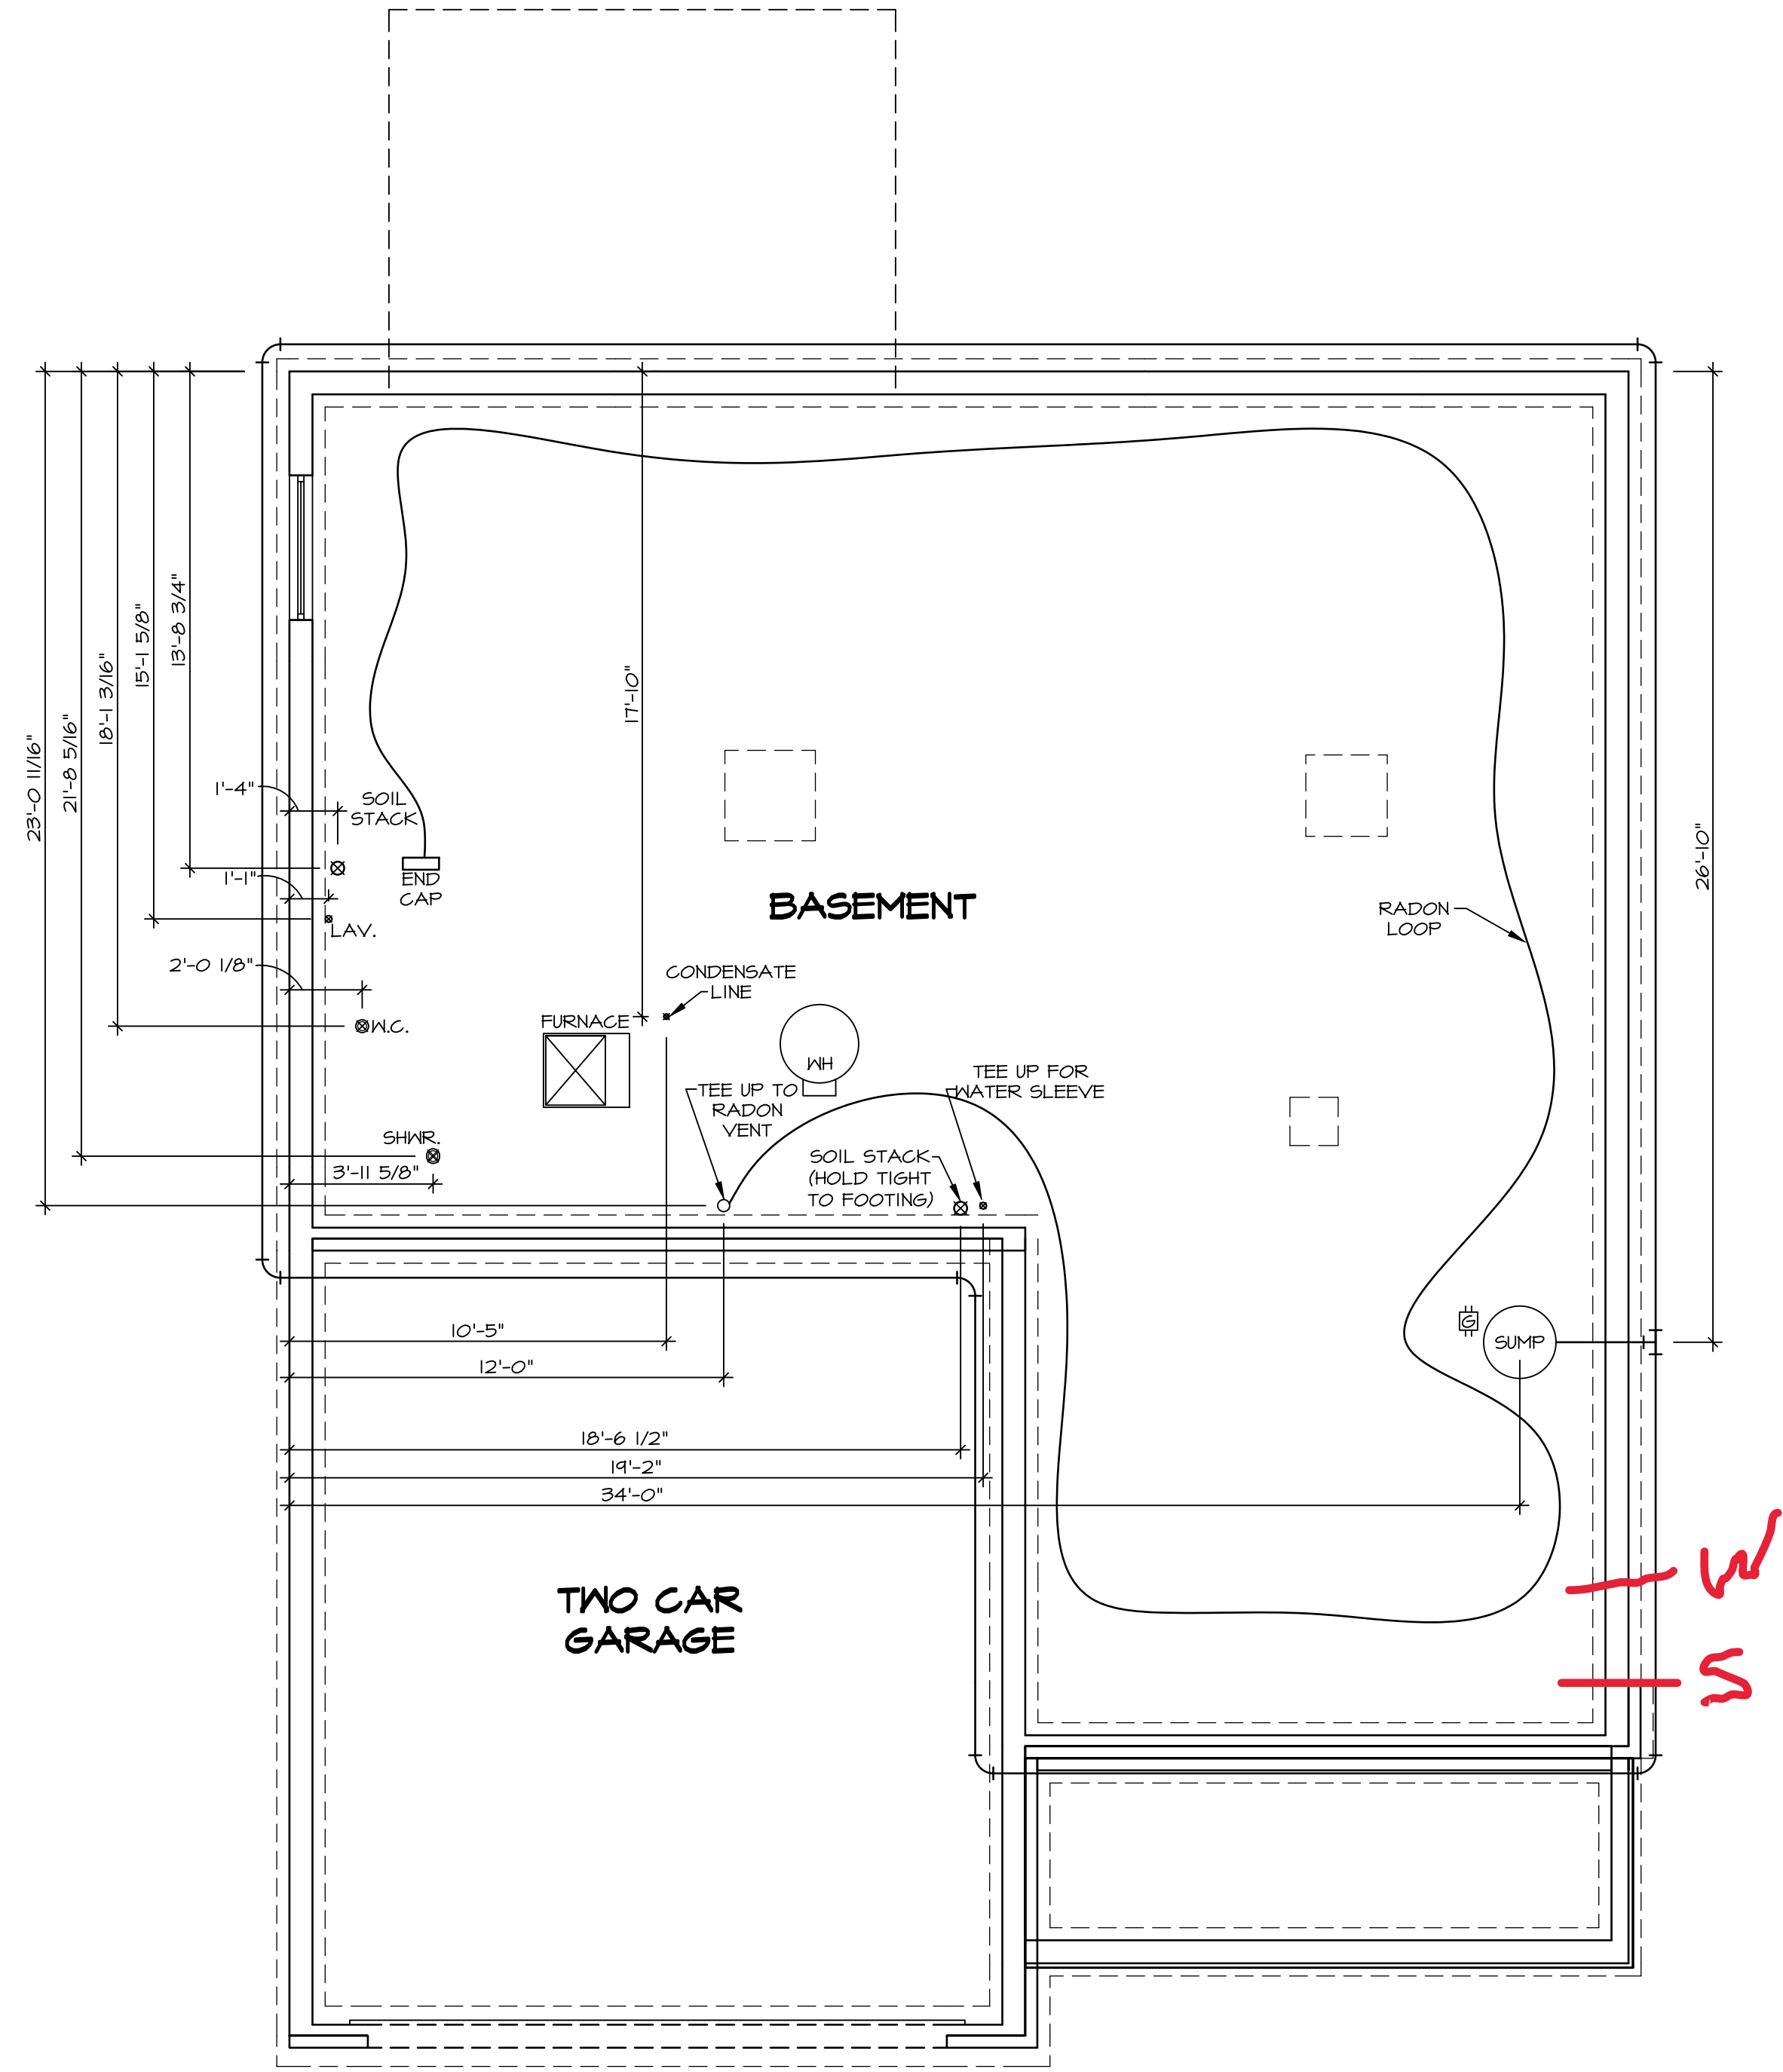 13'-8 3/4"
15'-1 5/8"
18'-1 3/16"
21'-8 5/16"
23'-0 11/16"
17'-10"
26'-10"
1'-4"
SOIL
STACK
1'-1"
END
CAP
LAV.
BASEMENT
RADON
LOOP
2'-0 1/8"
CONDENSATE
LINE
W.C.
FURNACE
WH
TEE UP TO
RADON
VENT
TEE UP FOR
WATER SLEEVE
SHWR.
3'-11 5/8"
SOIL STACK
(HOLD TIGHT
TO FOOTING)
10'-5"
G
SUMP
12'-0"
18'-6 1/2"
19'-2"
34'-0"
W
TWO CAR
GARAGE
S